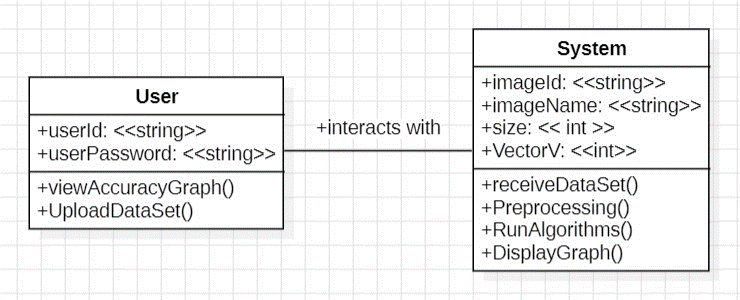 User
+userId: <<string>>
+userPassword: <<string>>
+viewAccuracyGraph()
+UploadDataSet()
+interacts with
System
+imageId: <<string>>
+imageName: <<string>>
+size: << int >>
+VectorV: <<int>>
+receiveDataSet()
+Preprocessing()
+RunAlgorithms()
+DisplayGraph()